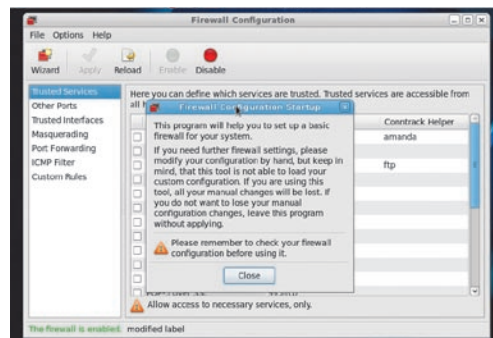 Firewall Configuration
File Options Help
Wizard Apply Reload Enable Disable
Trusted Services
Other Ports
Trusted Interfaces
Masquerading
Port Forwarding
ICMP Filter
Custom Rules
Here you can define which services are trusted. Trusted services are accessible from
all
Firewall Configuration Startup
This program will help you to set up a basic
firewall for your system.
If you need further firewall settings, please
modify your configuration by hand, but keep in
mind, that this tool is not able to load your
custom configuration. If you are using this
tool, all your manual changes will be lost. If
you do not want to lose your manual
configuration changes, leave this program
without applying.
Please remember to check your firewall
configuration before using it.
Close
Conntrack Helper
amanda
ftp
Allow access to necessary services, only.
The firewall is enabled. modified label